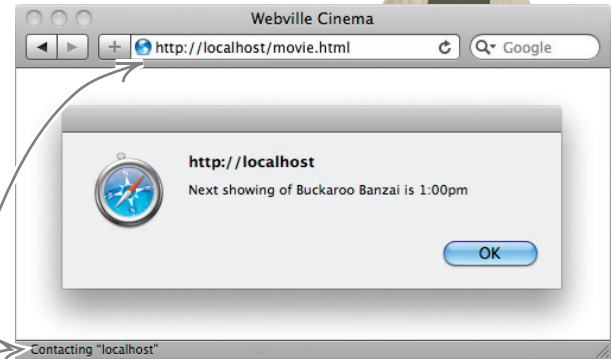 Webville Cinema
http://localhost/movie.html
Google
http://localhost
Next showing of Buckaroo Banzai is 1:00pm
OK
Contacting "localhost"